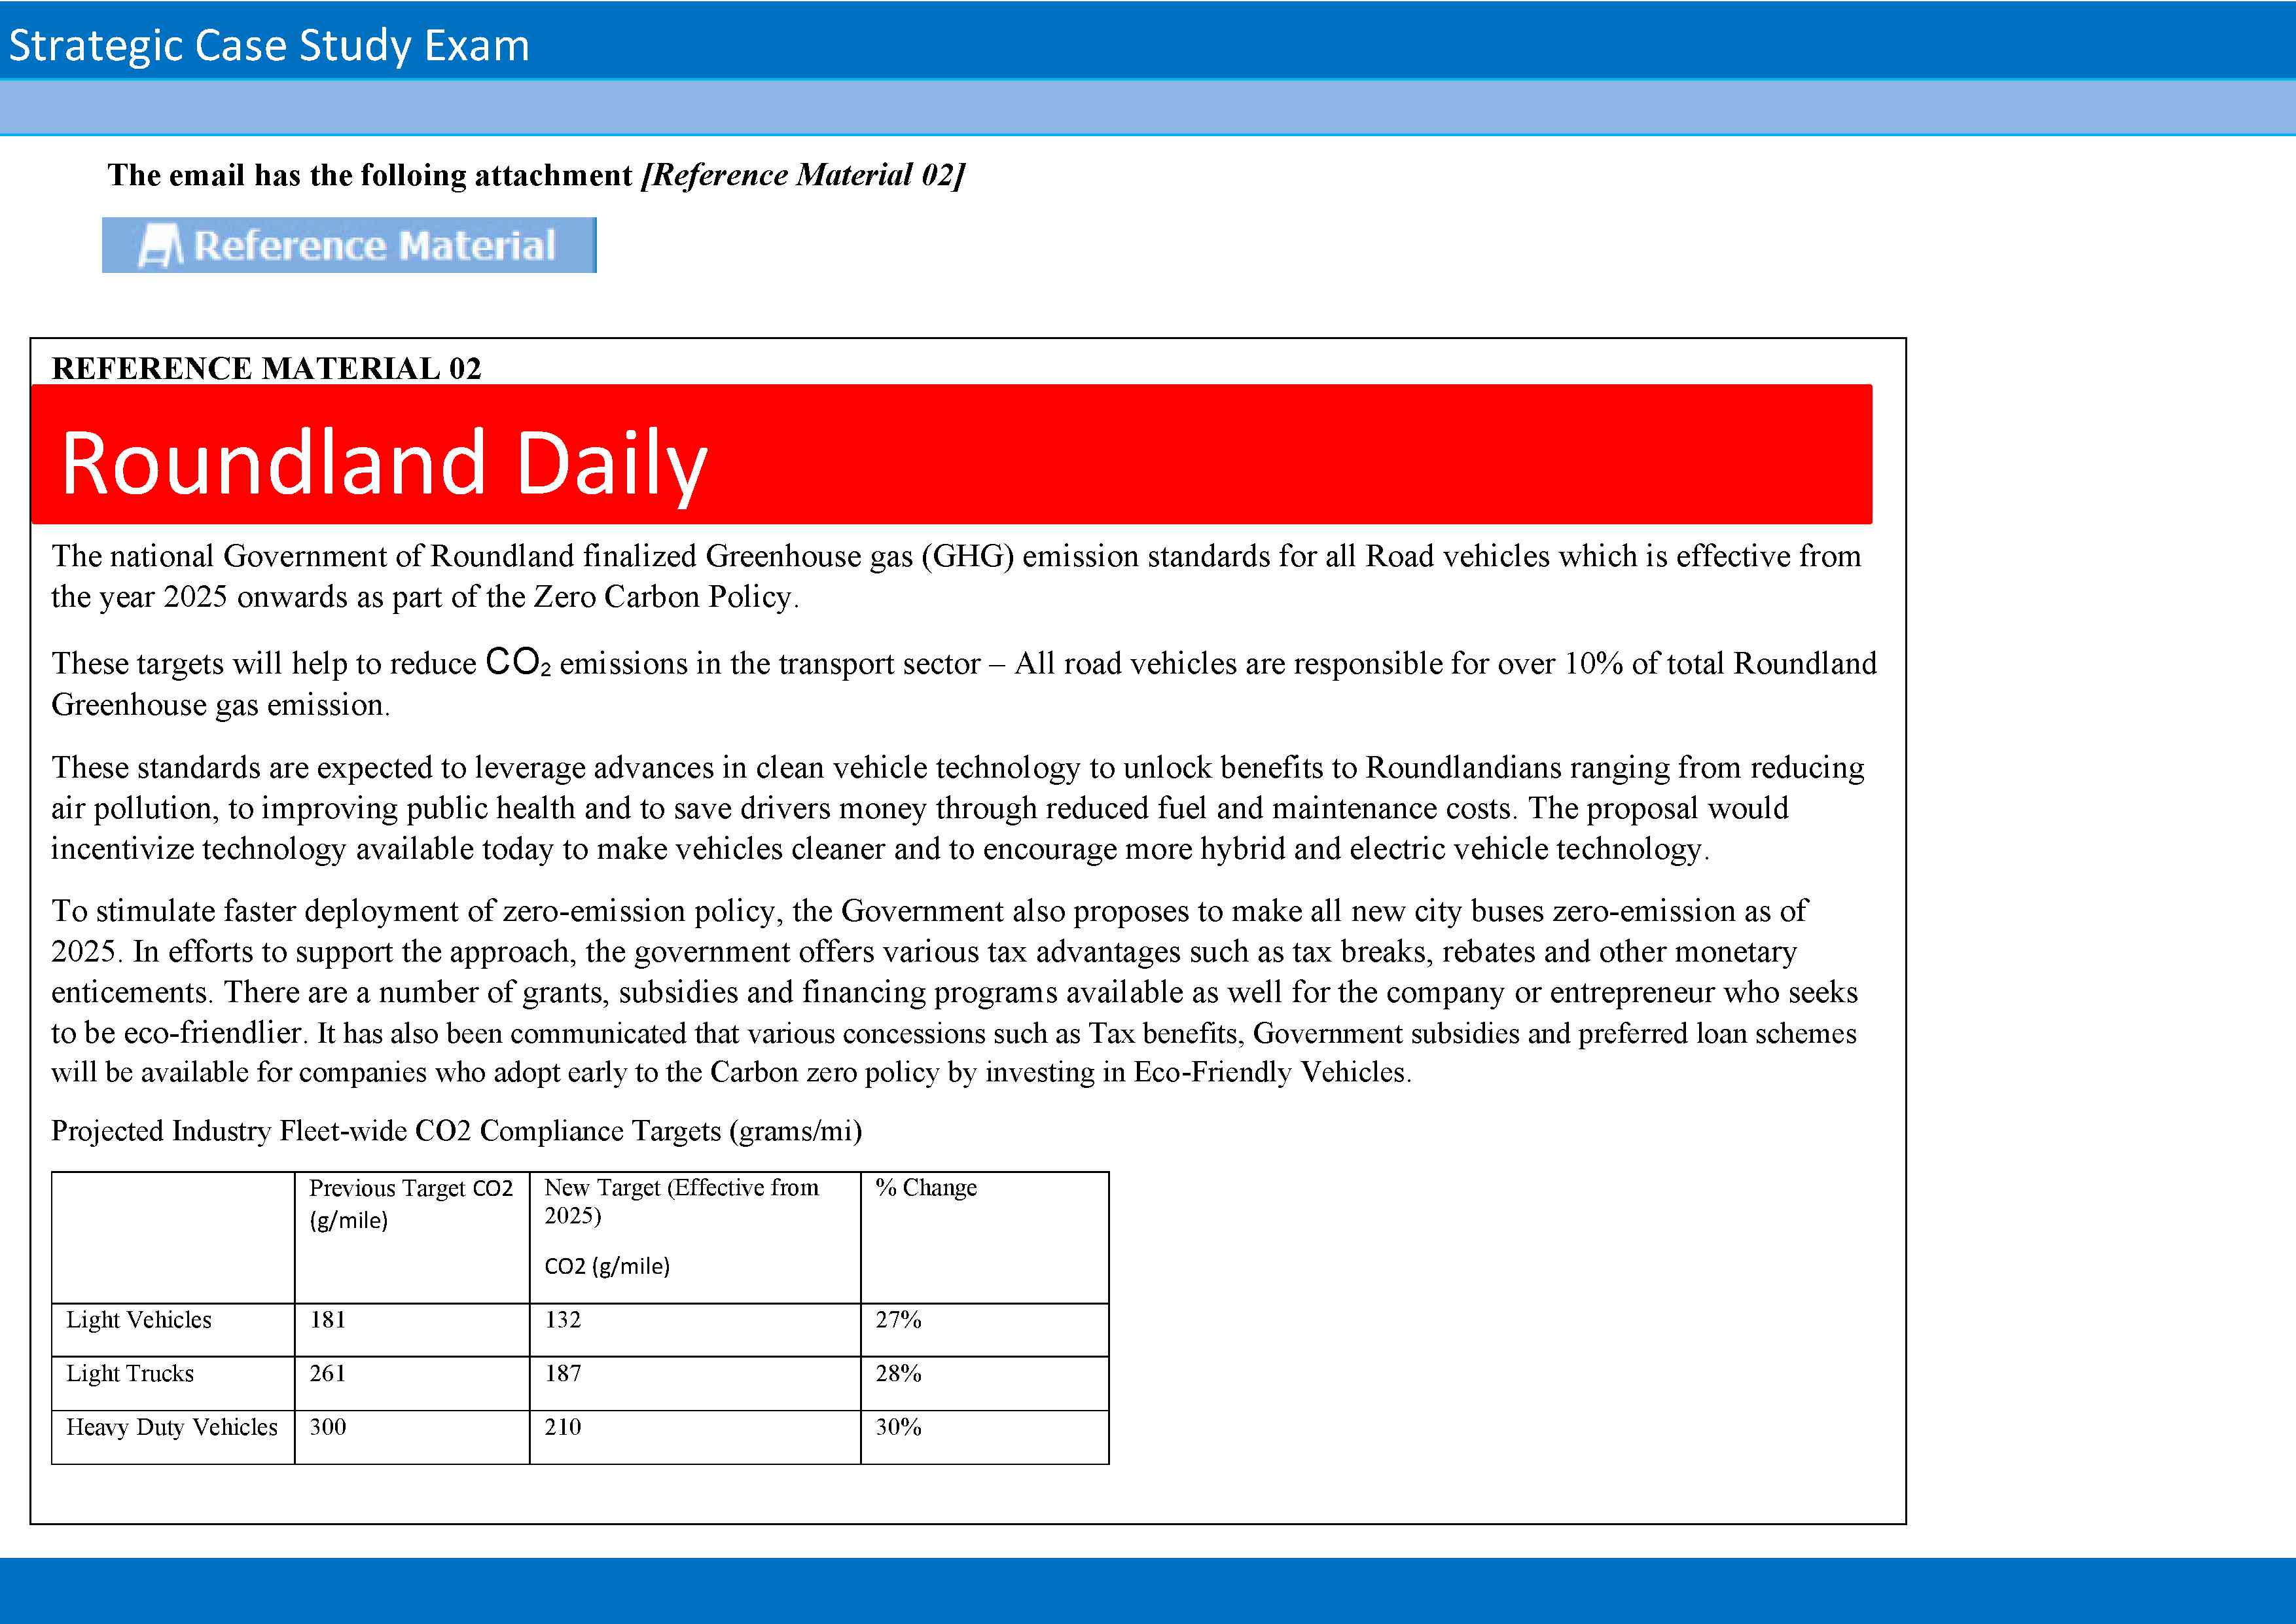 Strategic Case Study Exam
The email has the folloing attachment [Reference Material 02]
Reference Material
REFERENCE MATERIAL 02
Roundland Daily
The national Government of Roundland finalized Greenhouse gas (GHG) emission standards for all Road vehicles which is effective from
the year 2025 onwards as part of the Zero Carbon Policy.
These targets will help to reduce CO₂ emissions in the transport sector – All road vehicles are responsible for over 10% of total Roundland
Greenhouse gas emission.
These standards are expected to leverage advances in clean vehicle technology to unlock benefits to Roundlandians ranging from reducing
air pollution, to improving public health and to save drivers money through reduced fuel and maintenance costs. The proposal would
incentivize technology available today to make vehicles cleaner and to encourage more hybrid and electric vehicle technology.
To stimulate faster deployment of zero-emission policy, the Government also proposes to make all new city buses zero-emission as of
2025. In efforts to support the approach, the government offers various tax advantages such as tax breaks, rebates and other monetary
enticements. There are a number of grants, subsidies and financing programs available as well for the company or entrepreneur who seeks
to be eco-friendlier. It has also been communicated that various concessions such as Tax benefits, Government subsidies and preferred loan schemes
will be available for companies who adopt early to the Carbon zero policy by investing in Eco-Friendly Vehicles.
Projected Industry Fleet-wide CO2 Compliance Targets (grams/mi)
Previous Target CO2 (g/mile) New Target (Effective from 2025) CO2 (g/mile) % Change
Light Vehicles 181 132 27%
Light Trucks 261 187 28%
Heavy Duty Vehicles 300 210 30%